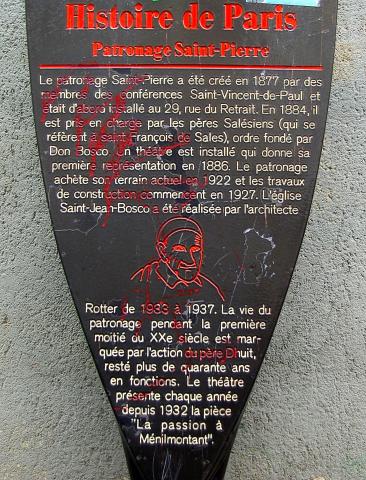 Histoire de Paris
Patronage Saint-Pierre
Le patronage Saint-Pierre a été créé en 1877 par des
membres des conférences Saint-Vincent-de-Paul et
était d'abord installé au 29, rue du Retrait. En 1884, il
est pris en charge par les pères Salésiens (qui se
réfèrent à saint François de Sales), ordre fondé par
Don Bosco. Un théâtre est installé qui donne sa
première représentation en 1886. Le patronage
achète son terrain actuel en 1922 et les travaux
de construction commencent en 1927. L'église
Saint-Jean-Bosco a été réalisée par l'architecte
Rotter de 1933 à 1937. La vie du
patronage pendant la première
moitié du XXe siècle est mar-
quée par l'action du père Dhuit,
resté plus de quarante ans
en fonctions. Le théâtre
présente chaque année
depuis 1932 la pièce
"La passion à
Ménilmontant".